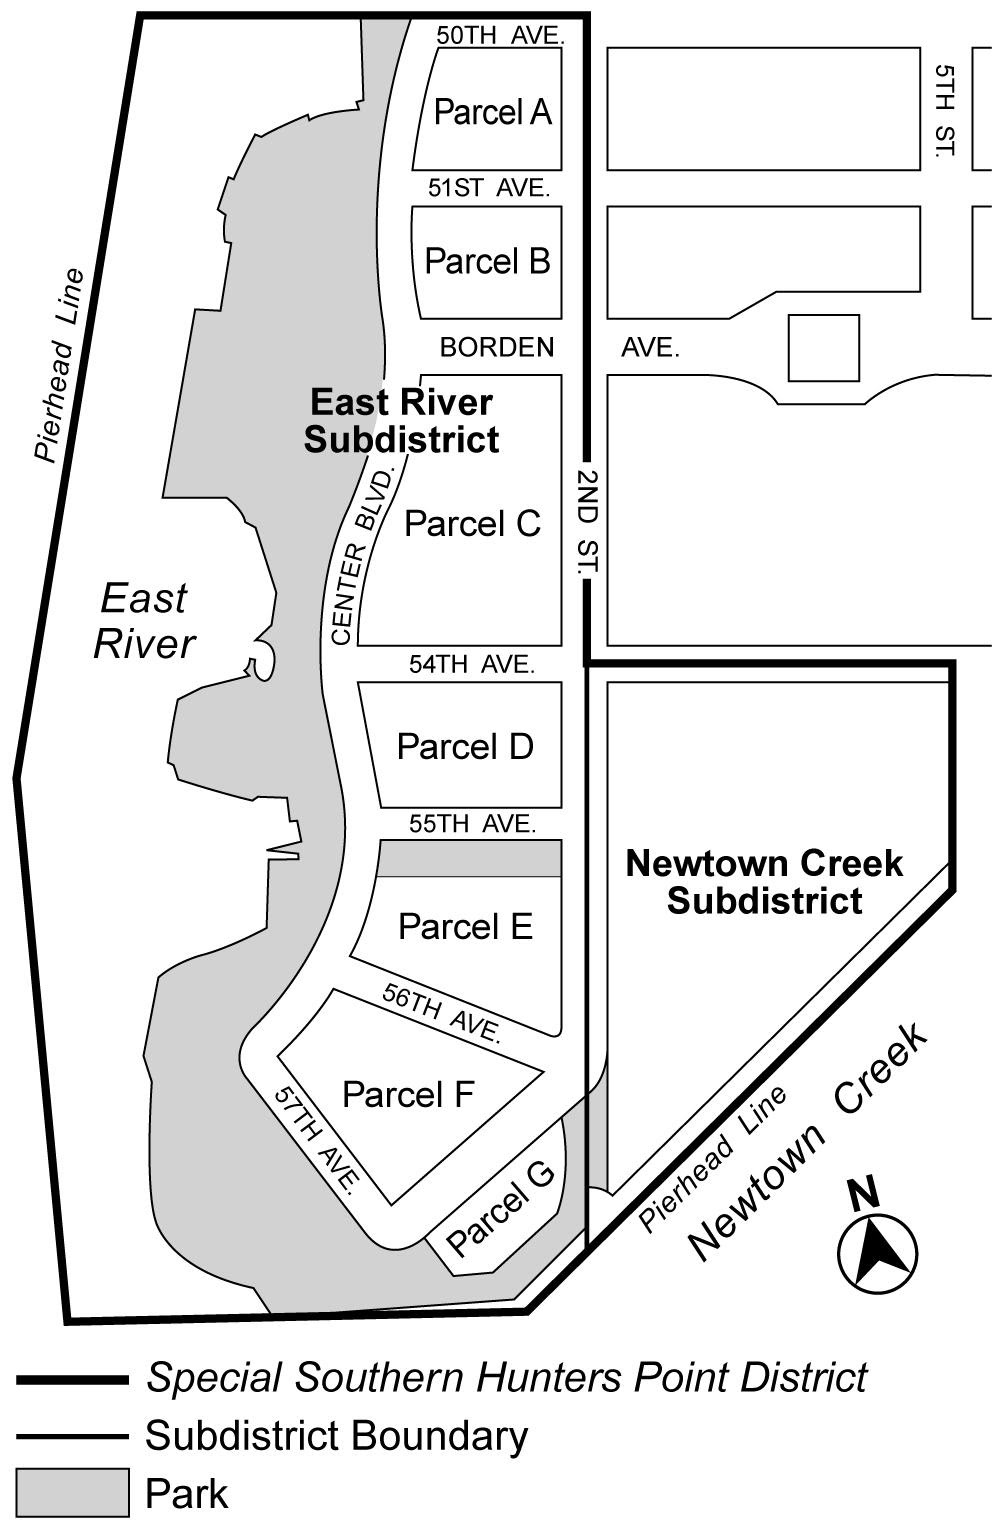 50TH AVE.
5TH ST.
Parcel A
51ST AVE.
Parcel B
Pierhead Line
BORDEN AVE.
East River
Subdistrict
2ND ST.
CENTER BLVD.
Parcel C
East
River
54TH AVE.
Parcel D
55TH AVE.
Newtown Creek
Subdistrict
Parcel E
56TH AVE.
Parcel F
57TH AVE.
Parcel G
Pierhead Line
Newtown Creek
N
Special Southern Hunters Point District
Subdistrict Boundary
Park